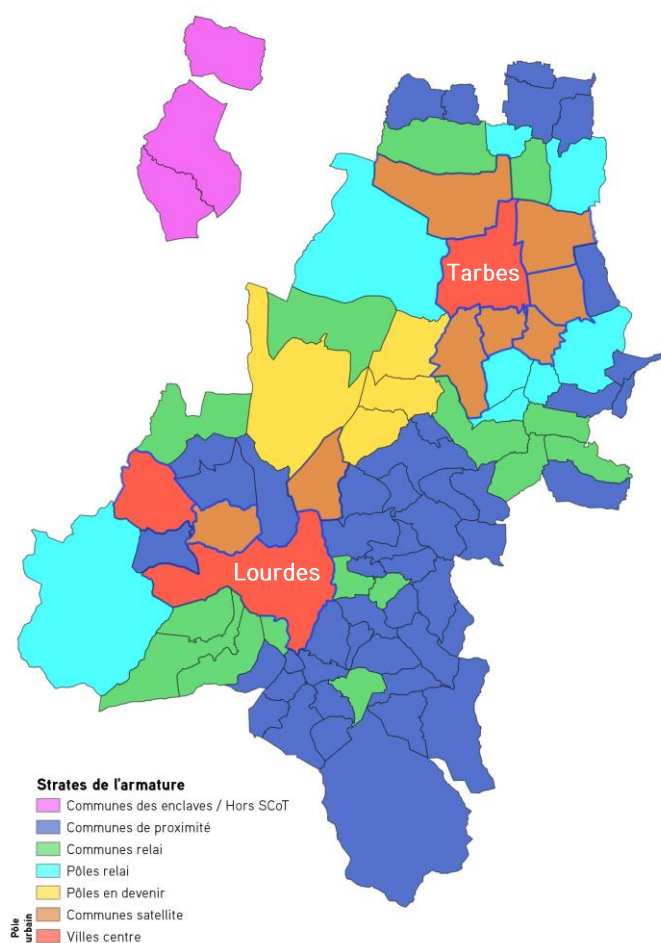 Tarbes
Lourdes
Strates de l'armature
Communes des enclaves / Hors SCoT
Communes de proximité
Communes relai
Pôles relai
Pôles en devenir
Communes satellite
Villes centre
Pôle
urbain